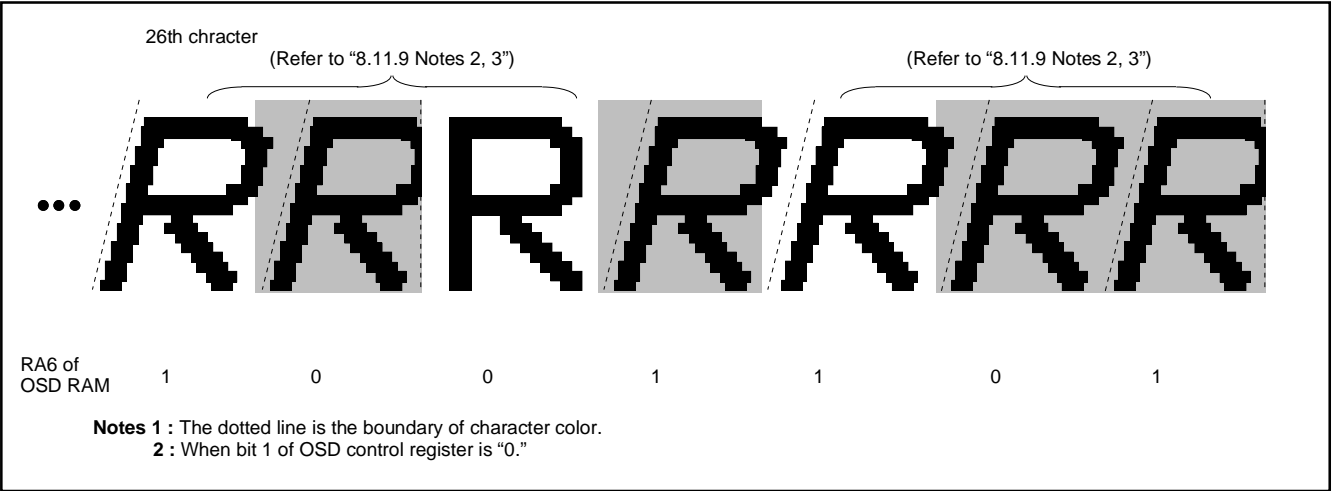 26th chracter
(Refer to “8.11.9 Notes 2, 3”) (Refer to “8.11.9 Notes 2, 3”)
••• R R R R R R R
RA6 of
OSD RAM 1 0 0 1 1 0 1
Notes 1 : The dotted line is the boundary of character color.
2 : When bit 1 of OSD control register is “0.”